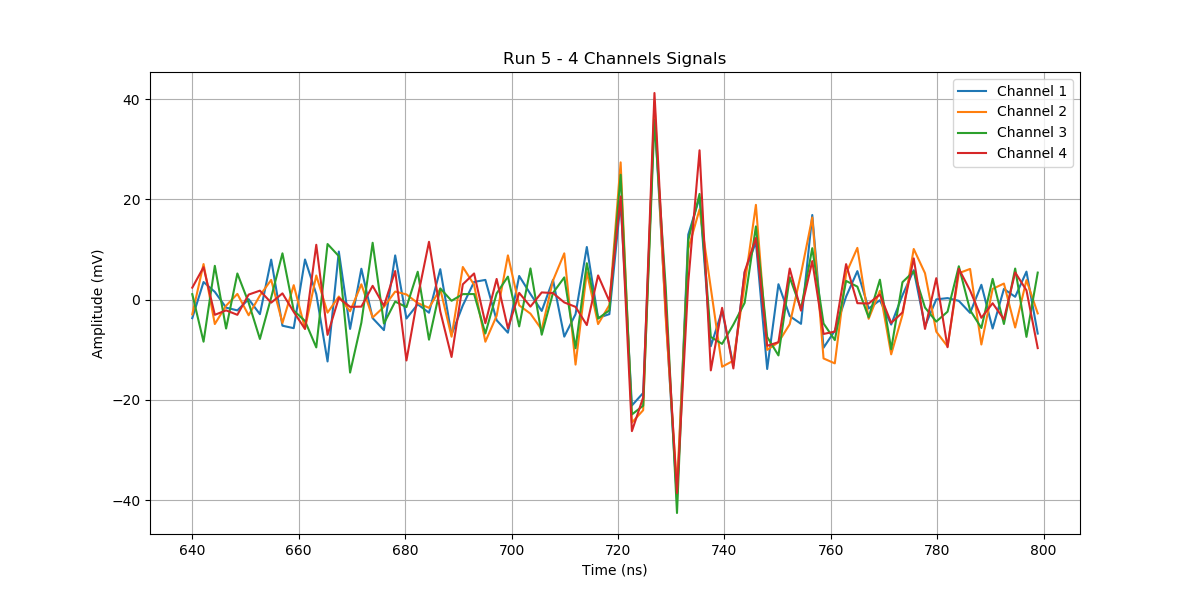 Run 5 - 4 Channels Signals
Amplitude (mV)
40
20
0
−20
−40
Channel 1
Channel 2
Channel 3
Channel 4
640 660 680 700 720 740 760 780 800
Time (ns)